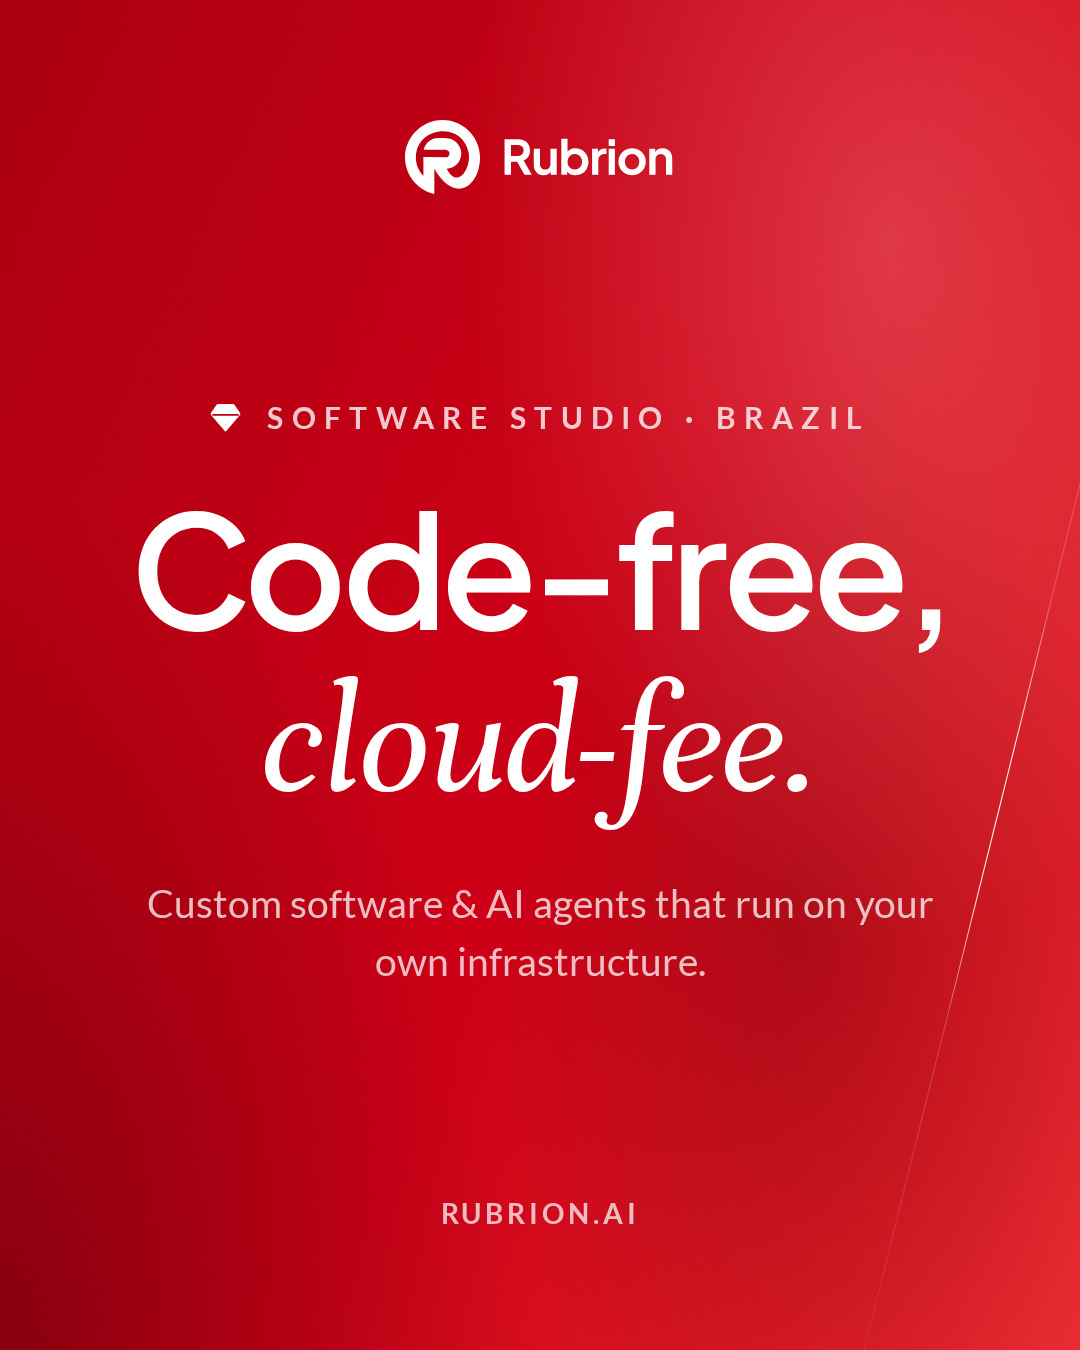 Rubrion
SOFTWARE STUDIO · BRAZIL
Code-free,
cloud-fee.
Custom software & AI agents that run on your
own infrastructure.
RUBRION.AI